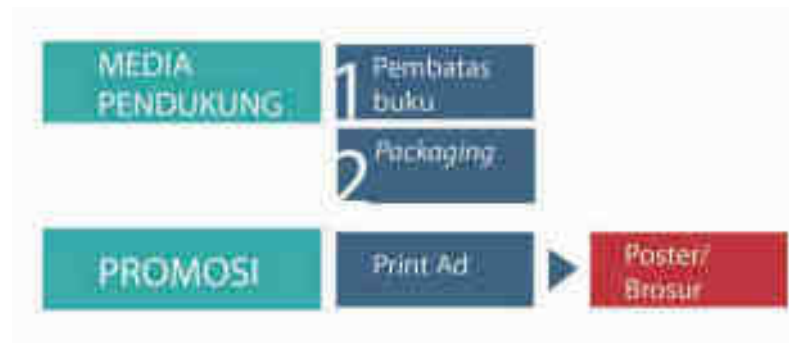 MEDIA
PENDUKUNG
1
Pembatas
buku
2
Packaging
PROMOSI
Print Ad
Poster/
Brosur